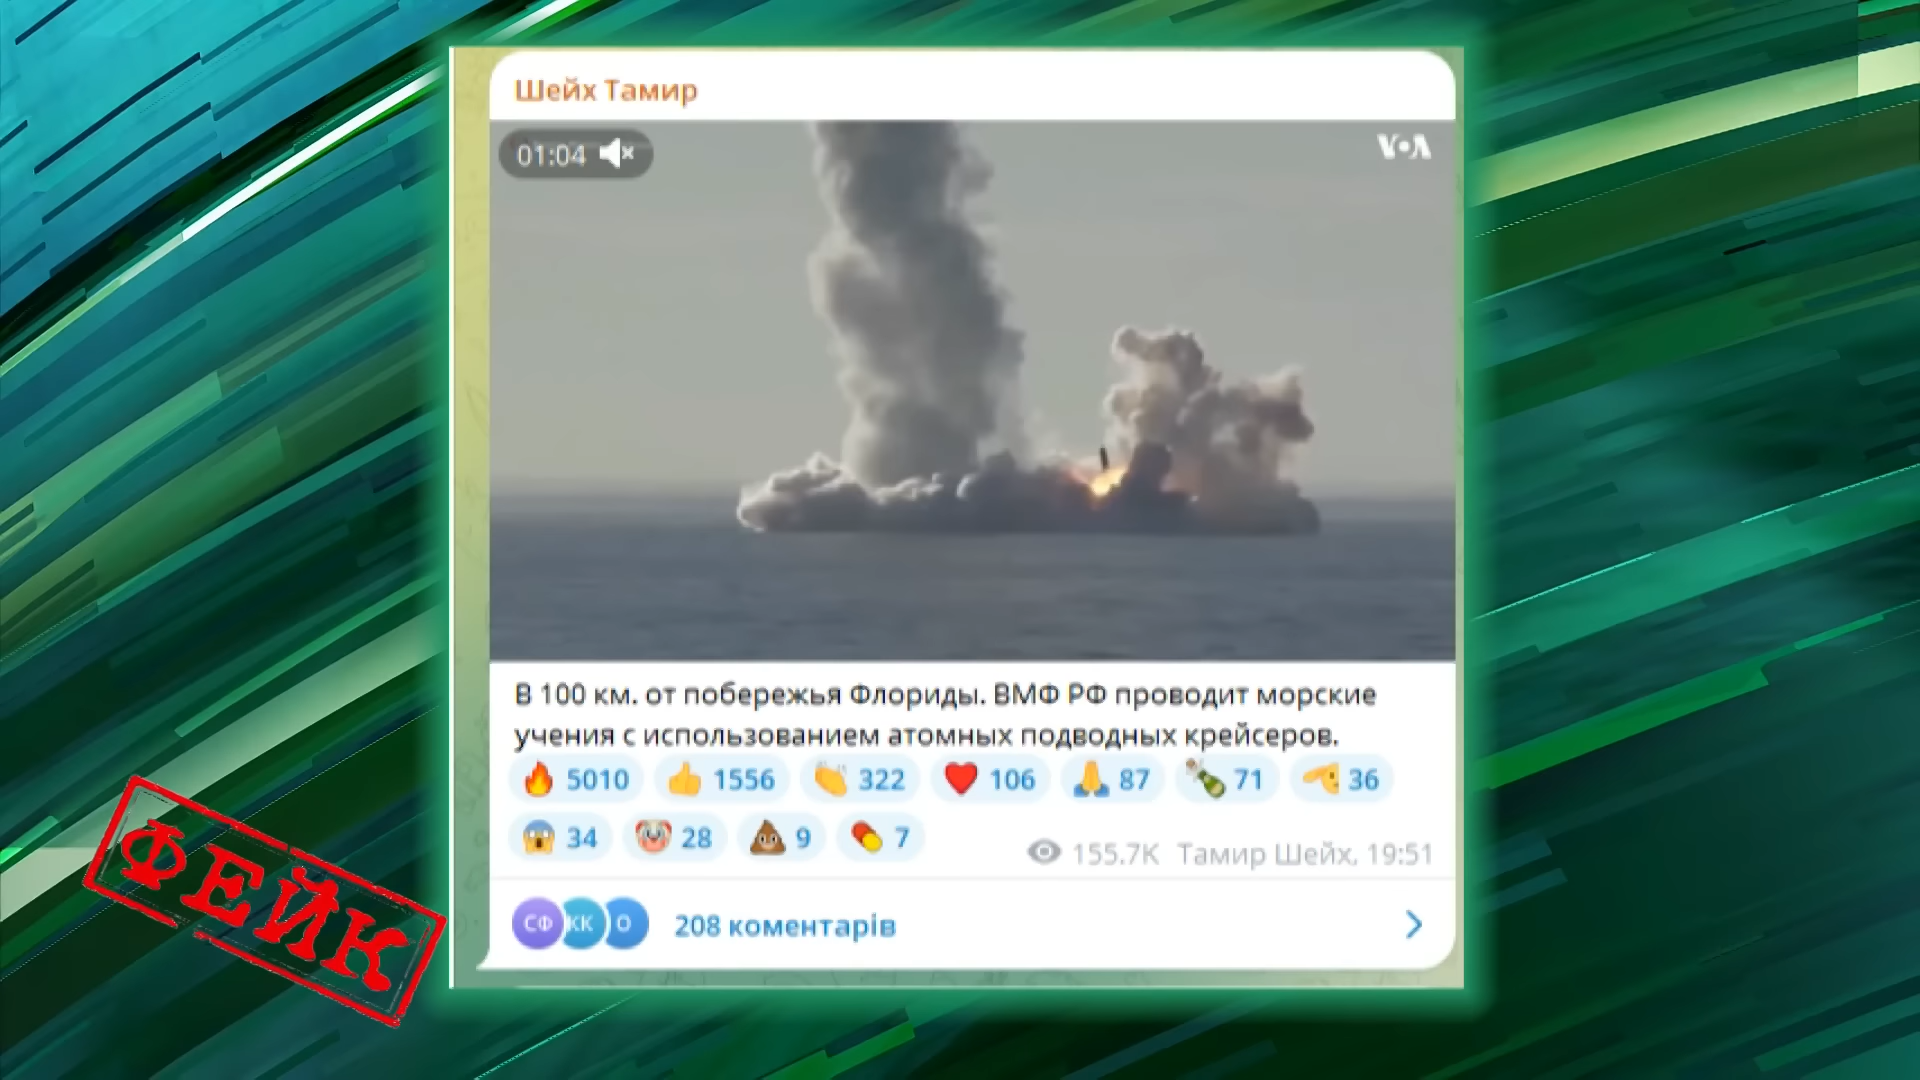 Шейх Тамир
01:04
VOA
В 100 км. от побережья Флориды. ВМФ РФ проводит морские
учения с использованием атомных подводных крейсеров.
5010 1556 322 106 87 71 36
34 28 9 7
155.7K Тамир Шейх, 19:51
СФ КК О 208 коментарів
ФЕЙК